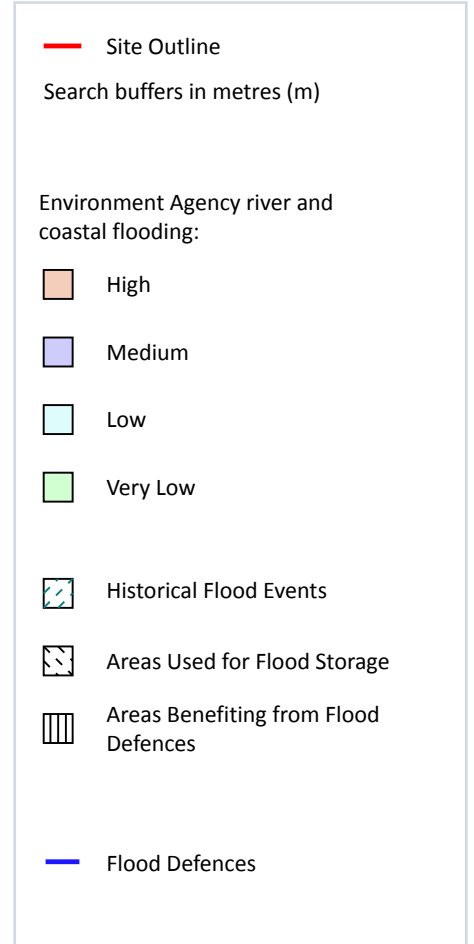 Site Outline
Search buffers in metres (m)
Environment Agency river and
coastal flooding:
High
Medium
Low
Very Low
Historical Flood Events
Areas Used for Flood Storage
Areas Benefiting from Flood
Defences
Flood Defences